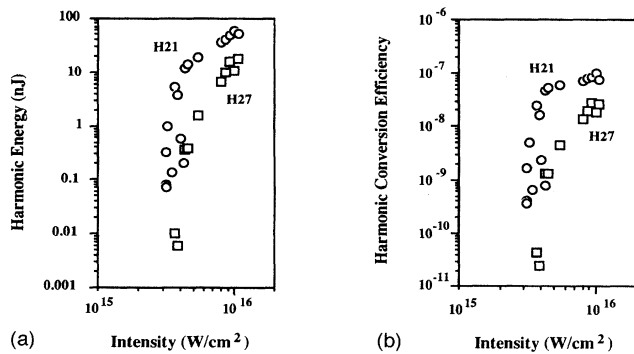 100
10
1
0.1
0.01
0.001
Harmonic Energy (nJ)
H21
H27
10^15
10^16
Intensity (W/cm^2)
(a)
10^-6
10^-7
10^-8
10^-9
10^-10
10^-11
Harmonic Conversion Efficiency
H21
H27
10^15
10^16
Intensity (W/cm^2)
(b)